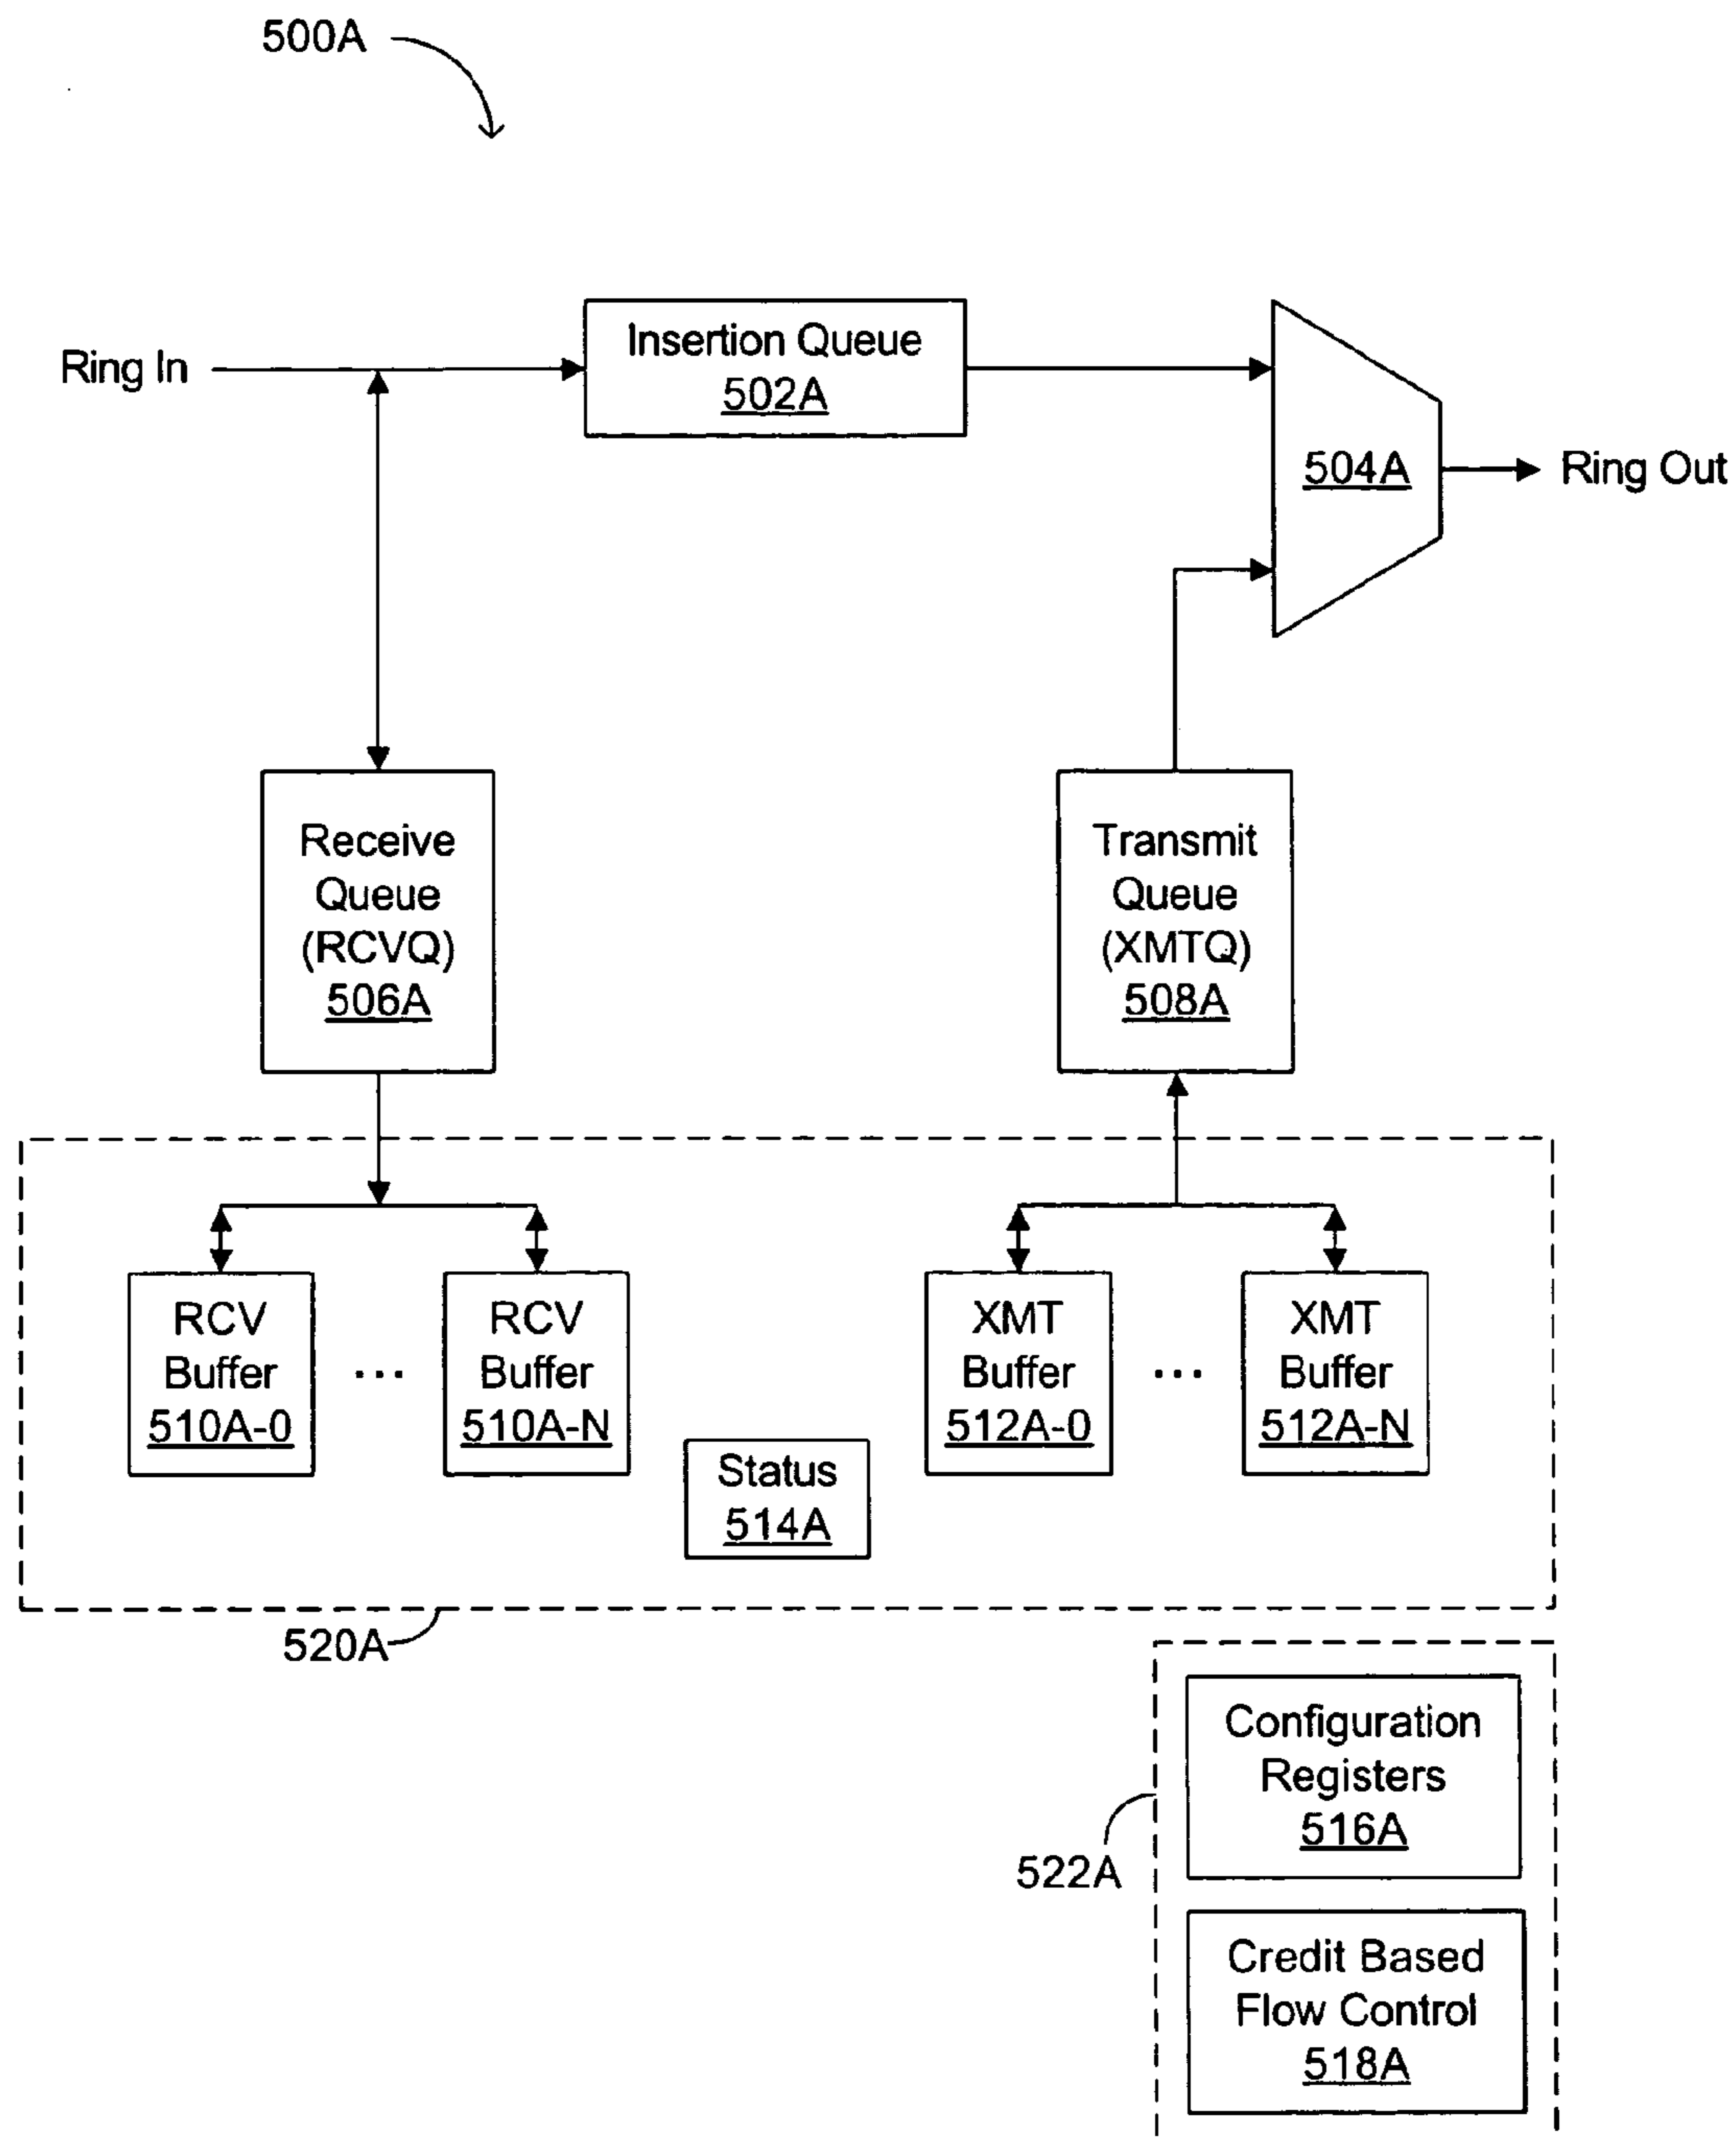 500A
Ring In
Insertion Queue
502A
504A
Ring Out
Receive
Queue
(RCVQ)
506A
Transmit
Queue
(XMTQ)
508A
RCV
Buffer
510A-0
...
RCV
Buffer
510A-N
Status
514A
XMT
Buffer
512A-0
...
XMT
Buffer
512A-N
520A
522A
Configuration
Registers
516A
Credit Based
Flow Control
518A